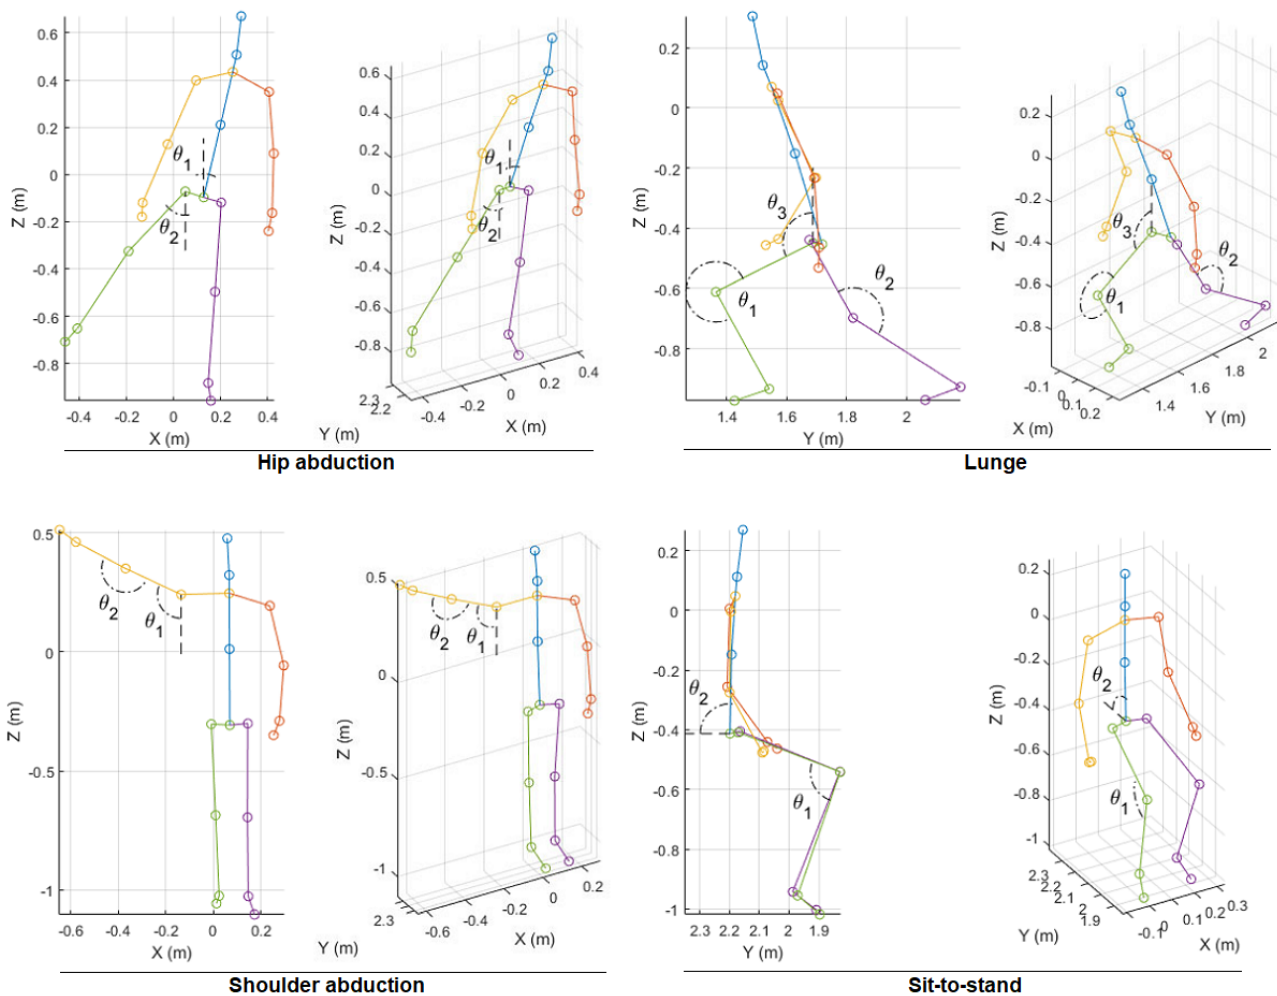 0.6
0.4
0.2
0
-0.2
-0.4
-0.6
-0.8
Z (m)
θ1
θ2
-0.4 -0.2 0 0.2 0.4
X (m)
0.6
0.4
0.2
0
-0.2
-0.4
-0.6
-0.8
Z (m)
θ1
θ2
2.3
2.2
Y (m)
-0.4 -0.2 0 0.2 0.4
X (m)
Hip abduction
0.2
0
-0.2
-0.4
-0.6
-0.8
Z (m)
θ3
θ1
θ2
1.4 1.6 1.8 2
Y (m)
0.2
0
-0.2
-0.4
-0.6
-0.8
Z (m)
θ3
θ2
θ1
-0.1
0
0.1
0.2
X (m)
1.4 1.6 1.8 2
Y (m)
Lunge
0.5
0
-0.5
-1
Z (m)
θ2
θ1
-0.6 -0.4 -0.2 0 0.2
X (m)
0.5
0
-0.5
-1
Z (m)
θ2 θ1
2.3
Y (m)
-0.6 -0.4 -0.2 0 0.2
X (m)
Shoulder abduction
0.2
0
-0.2
-0.4
-0.6
-0.8
-1
Z (m)
θ2
θ1
2.3 2.2 2.1 2 1.9
Y (m)
0.2
0
-0.2
-0.4
-0.6
-0.8
-1
Z (m)
θ2
θ1
2.3
2.2
2.1
2
1.9
Y (m)
-0.1 0 0.1 0.2 0.3
X (m)
Sit-to-stand